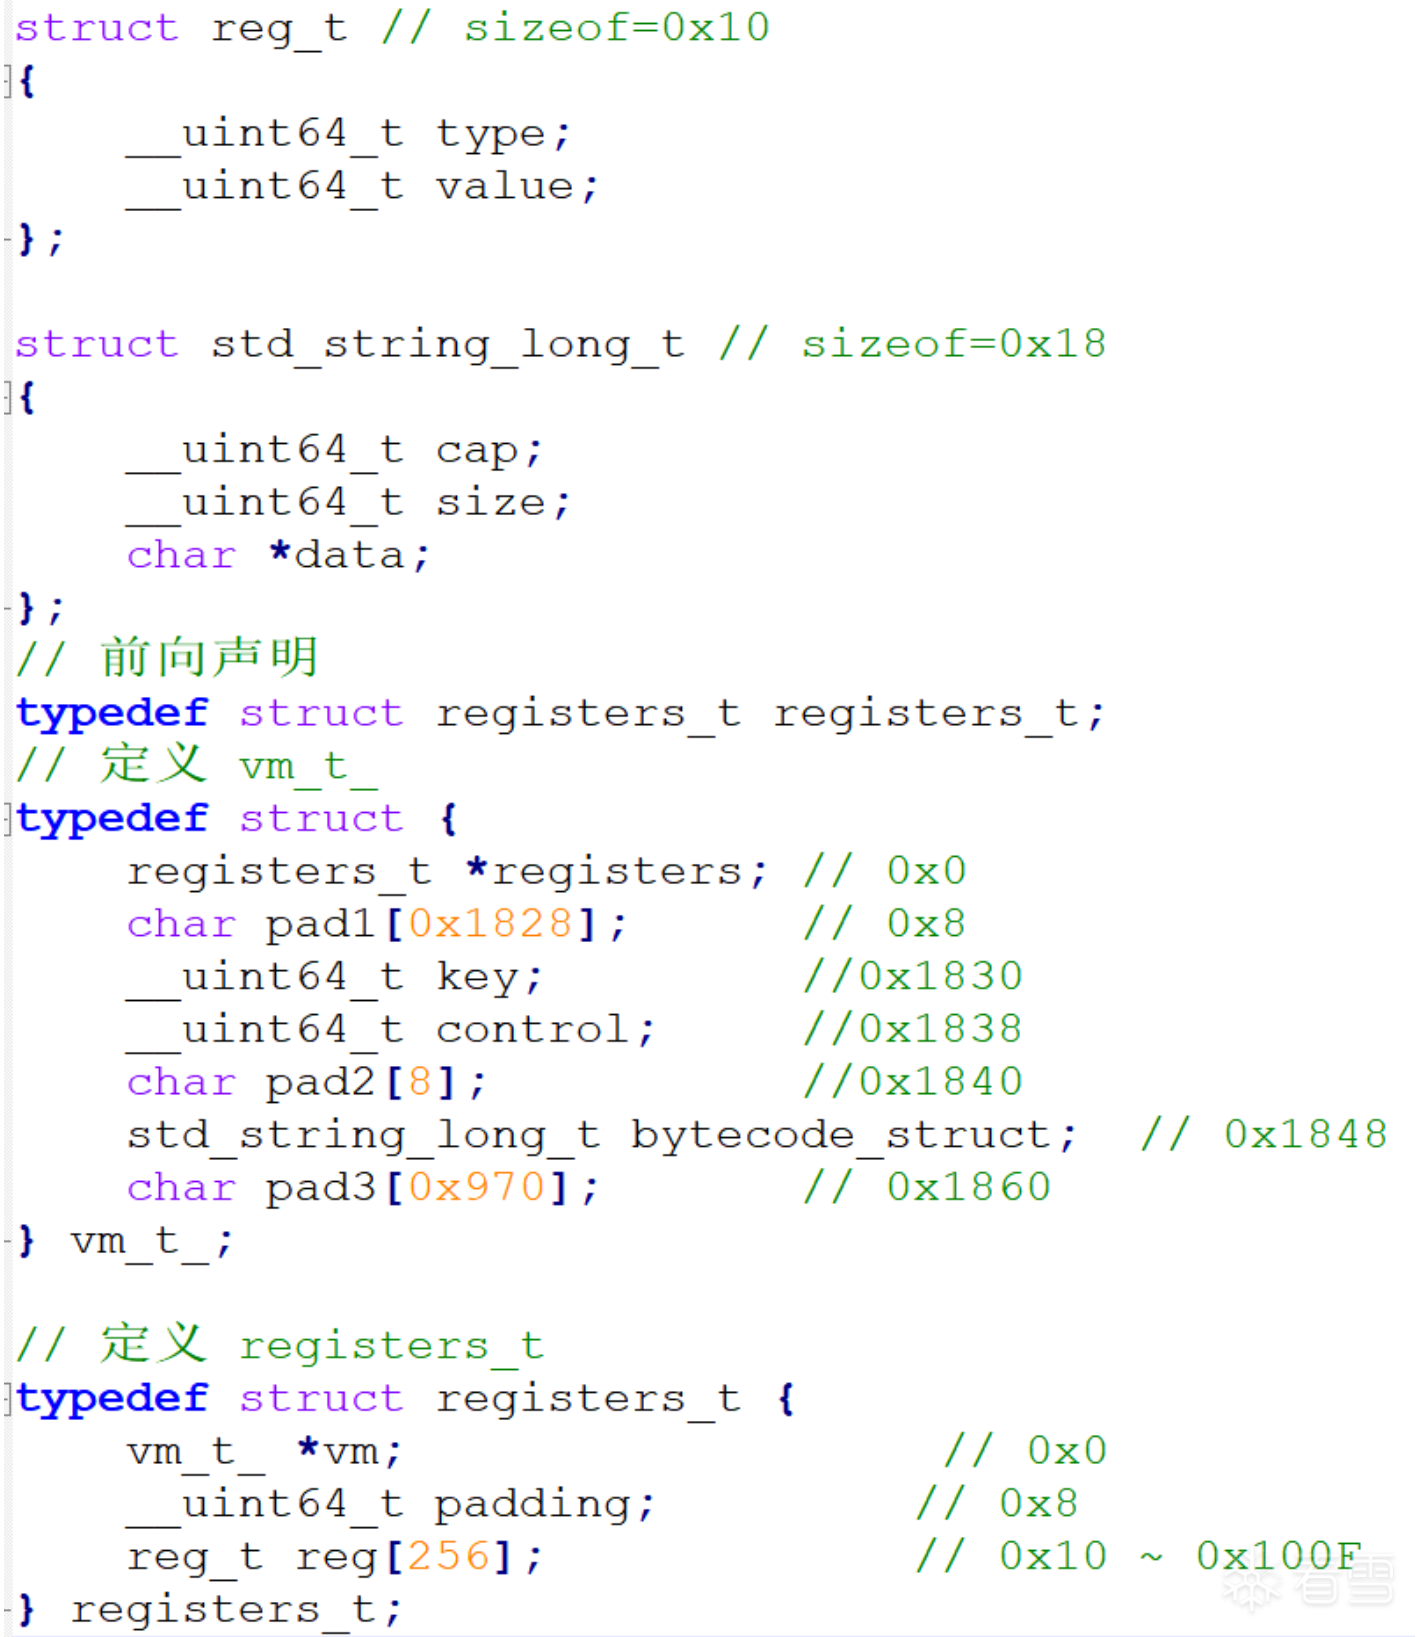 struct reg_t // sizeof=0x10
{
    __uint64_t type;
    __uint64_t value;
};

struct std_string_long_t // sizeof=0x18
{
    __uint64_t cap;
    __uint64_t size;
    char *data;
};
// 前向声明
typedef struct registers_t registers_t;
// 定义 vm_t_
typedef struct {
    registers_t *registers; // 0x0
    char pad1[0x1828];      // 0x8
    __uint64_t key;         //0x1830
    __uint64_t control;     //0x1838
    char pad2[8];           //0x1840
    std_string_long_t bytecode_struct;  // 0x1848
    char pad3[0x970];       // 0x1860
} vm_t_;

// 定义 registers_t
typedef struct registers_t {
    vm_t_ *vm;                   // 0x0
    __uint64_t padding;         // 0x8
    reg_t reg[256];             // 0x10 ~ 0x100F
} registers_t;
看雪